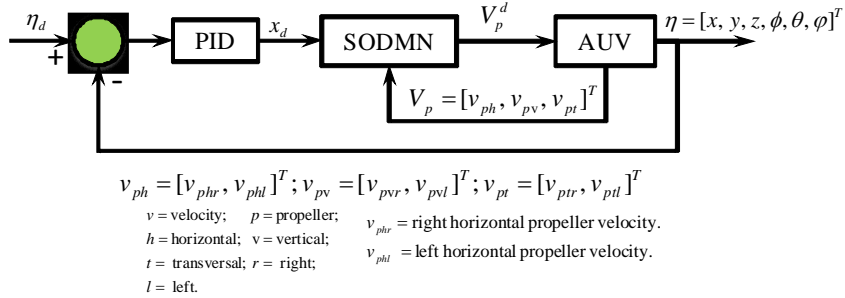 η_d
+
-
PID
x_d
SODMN
V_p^d
AUV
η = [x, y, z, ϕ, θ, φ]^T
V_p = [v_ph, v_pv, v_pt]^T
v_ph = [v_phr, v_phl]^T; v_pv = [v_pvr, v_pvl]^T; v_pt = [v_ptr, v_ptl]^T
v = velocity; p = propeller;
h = horizontal; v = vertical;
t = transversal; r = right;
l = left.
v_phr = right horizontal propeller velocity.
v_phl = left horizontal propeller velocity.